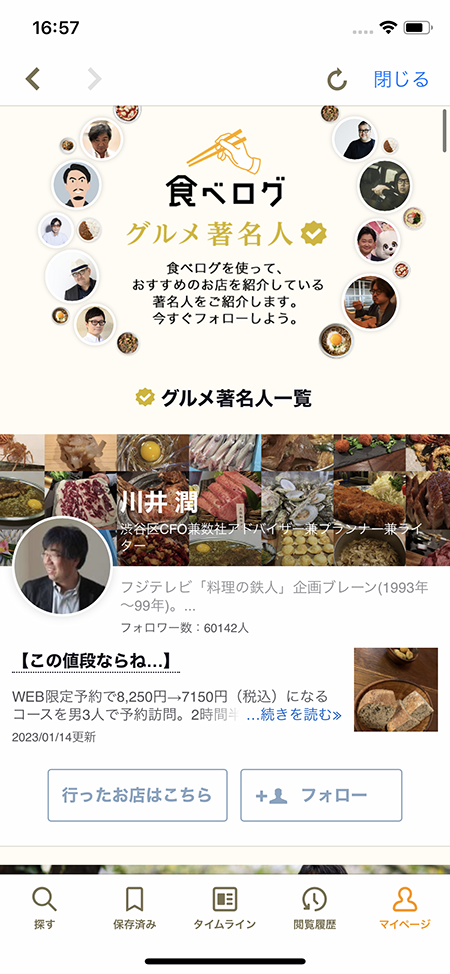 16:57
閉じる
食べログ
グルメ著名人
食べログを使って、
おすすめのお店を紹介している
著名人をご紹介します。
今すぐフォローしよう。
グルメ著名人一覧
川井 潤
渋谷区CFO兼数社アドバイザー兼プランナー兼ライ
ター
フジテレビ「料理の鉄人」企画ブレーン(1993年
〜99年)。...
フォロワー数：60142人
【この値段ならね…】
WEB限定予約で8,250円→7150円（税込）になる
コースを男3人で予約訪問。2時間半 ...続きを読む»
2023/01/14更新
行ったお店はこちら
フォロー
探す
保存済み
タイムライン
閲覧履歴
マイページ